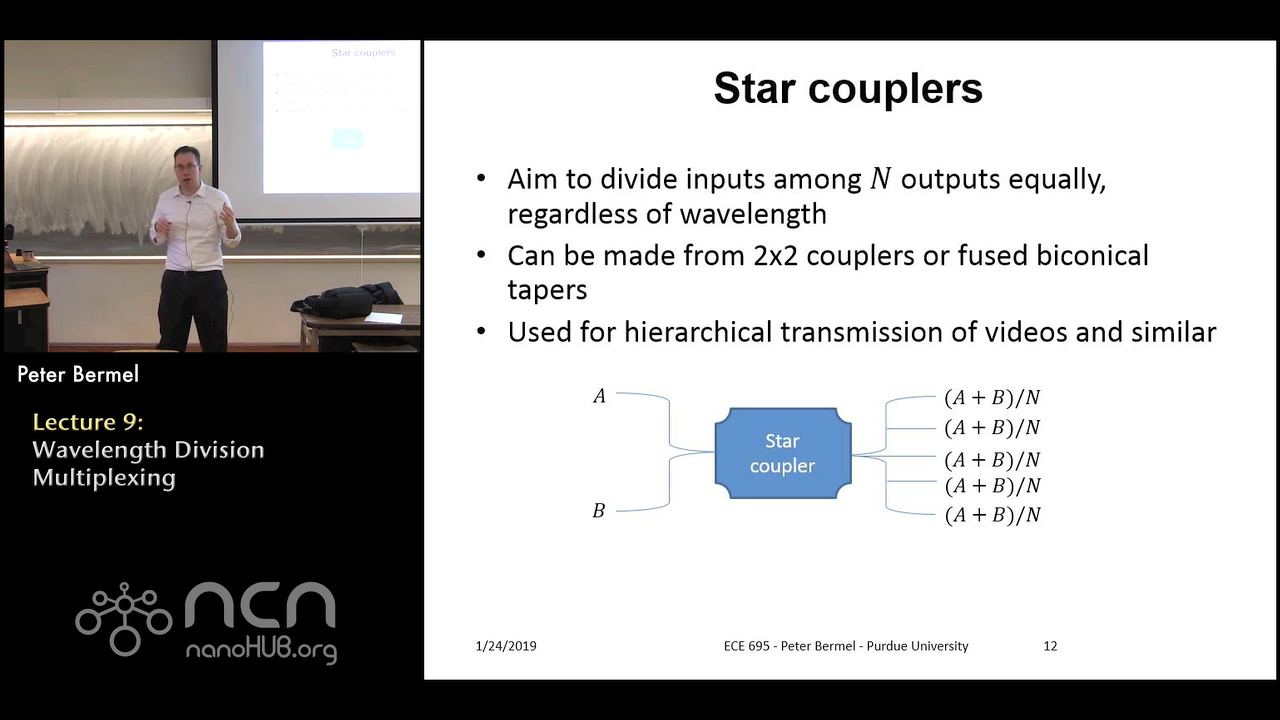 Star couplers
Star couplers
• Aim to divide inputs among N outputs equally,
regardless of wavelength
• Can be made from 2x2 couplers or fused biconical
tapers
• Used for hierarchical transmission of videos and similar
A
B
Star
coupler
(A + B)/N
(A + B)/N
(A + B)/N
(A + B)/N
(A + B)/N
1/24/2019
ECE 695 - Peter Bermel - Purdue University
12
Peter Bermel
Lecture 9:
Wavelength Division
Multiplexing
ncn
nanoHUB.org